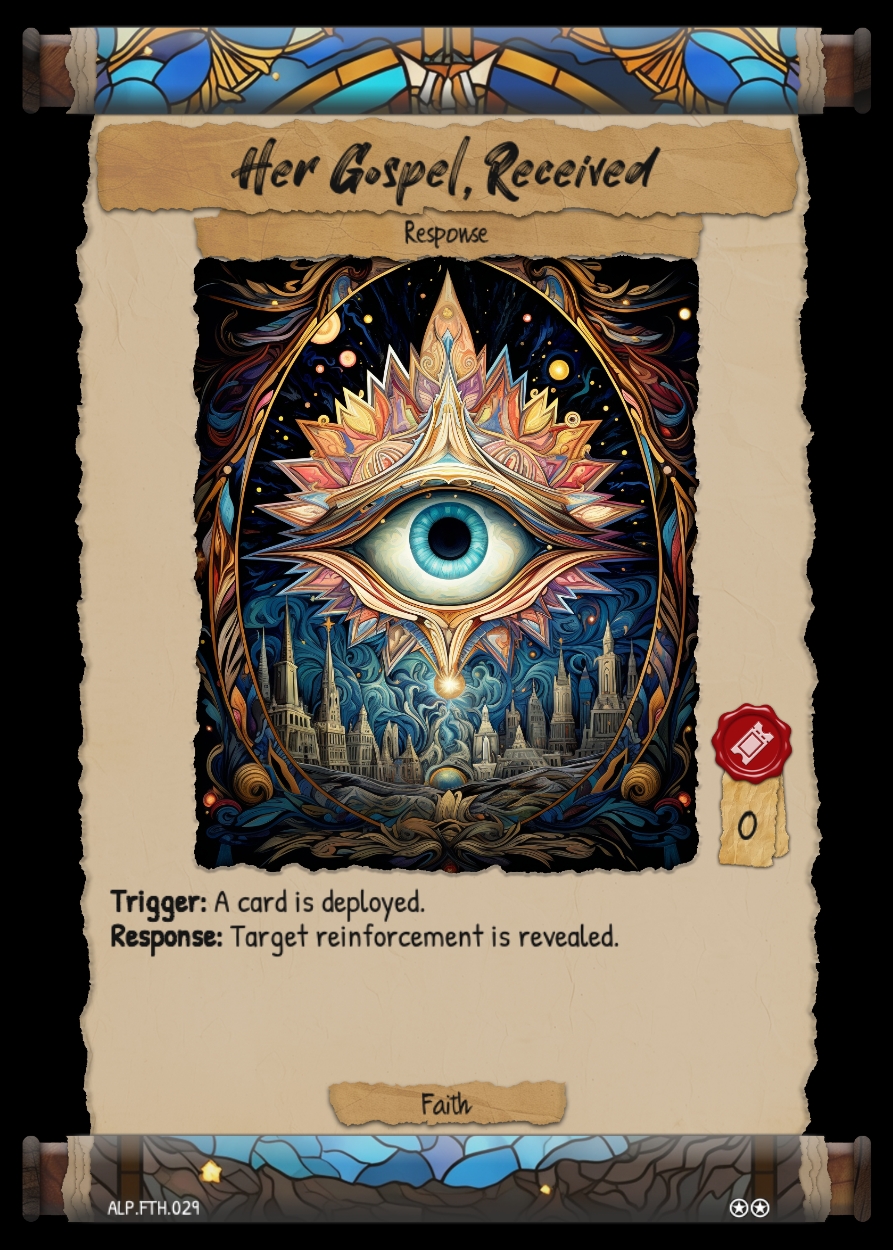 Her Gospel, Received
Response
0
Trigger: A card is deployed.
Response: Target reinforcement is revealed.
Faith
ALP.FTH.029